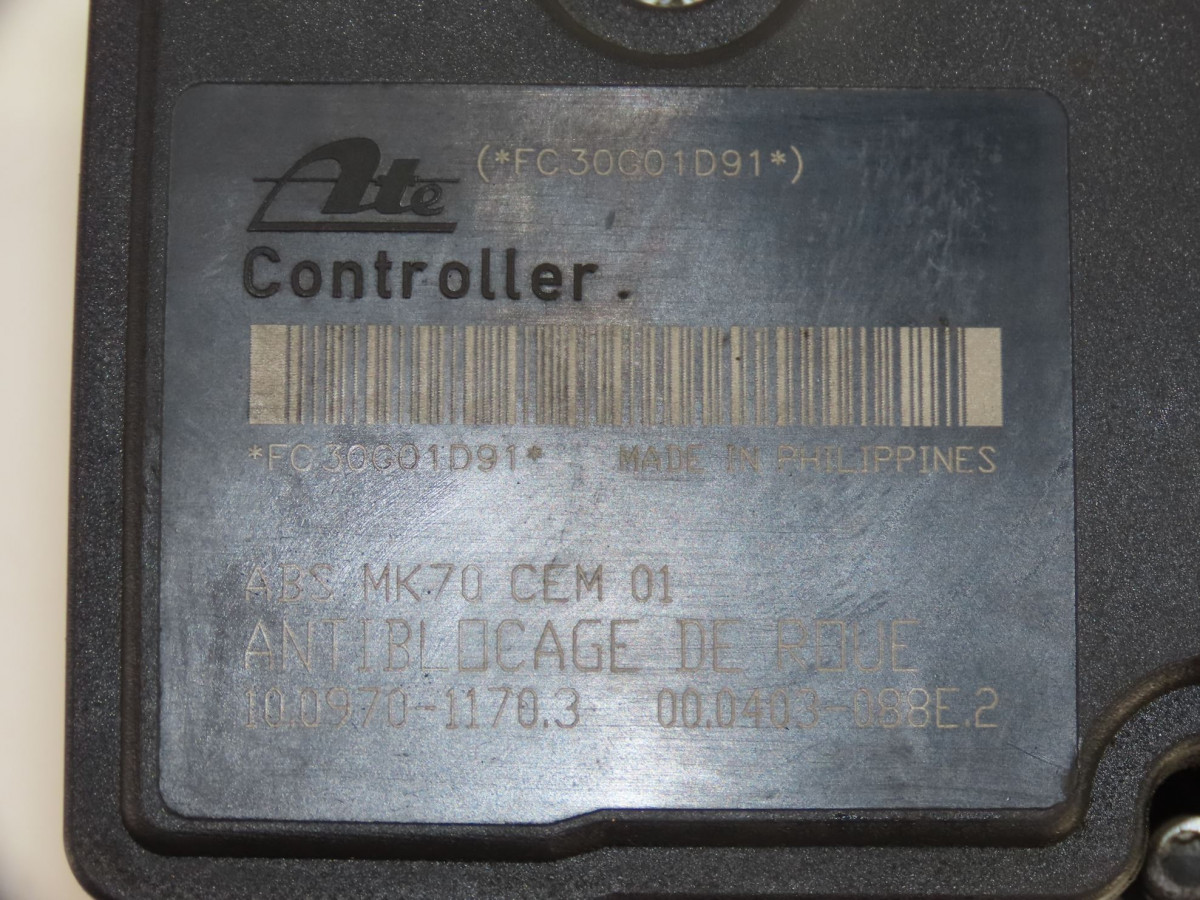 Ate (*FC30G01D91*)
Controller.
*FC30G01D91* MADE IN PHILIPPINES
ABS MK70 CEM 01
ANTIBLOCAGE DE ROUE
10.0970-1170.3 00.0403-088E.2